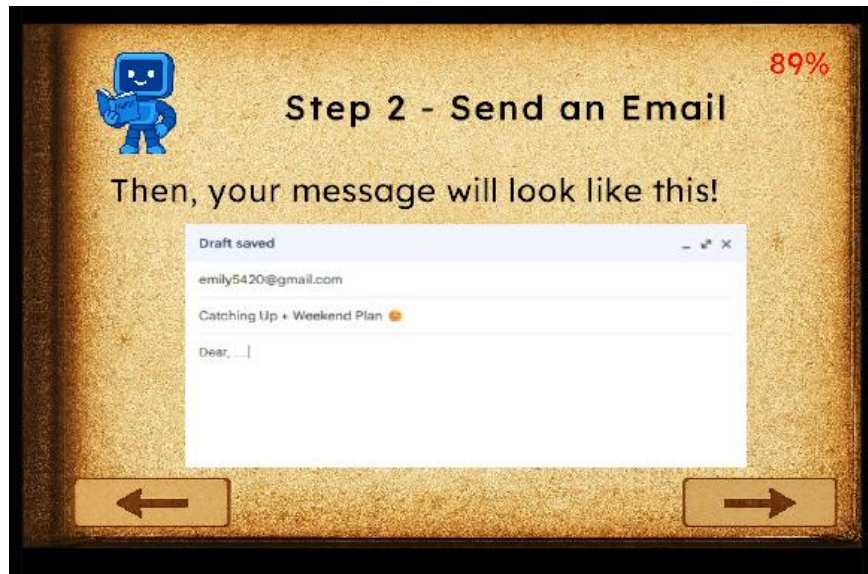 89%
Step 2 - Send an Email
Then, your message will look like this!
Draft saved
emily5420@gmail.com
Catching Up + Weekend Plan 😊
Dear, ...